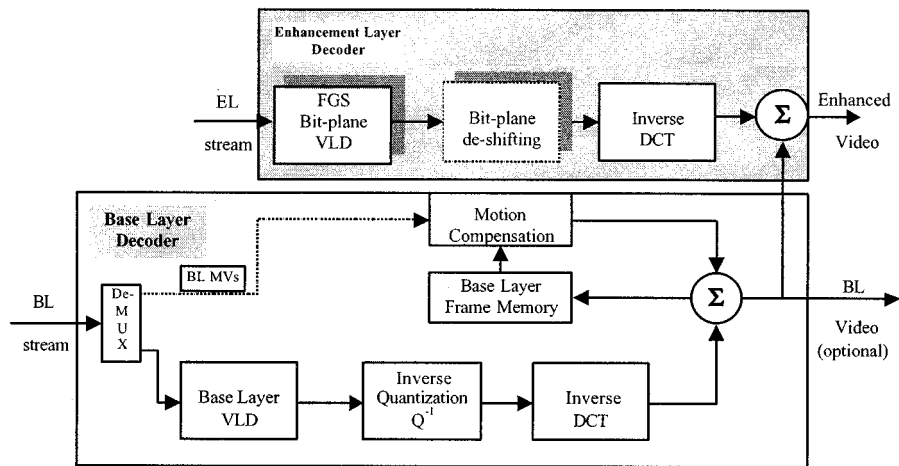 Enhancement Layer
Decoder
EL
stream
FGS
Bit-plane
VLD
Bit-plane
de-shifting
Inverse
DCT
Σ
Enhanced
Video
Base Layer
Decoder
BL MVs
Motion
Compensation
Base Layer
Frame Memory
Σ
BL
stream
De-
M
U
X
BL
Video
(optional)
Base Layer
VLD
Inverse
Quantization
Q⁻¹
Inverse
DCT